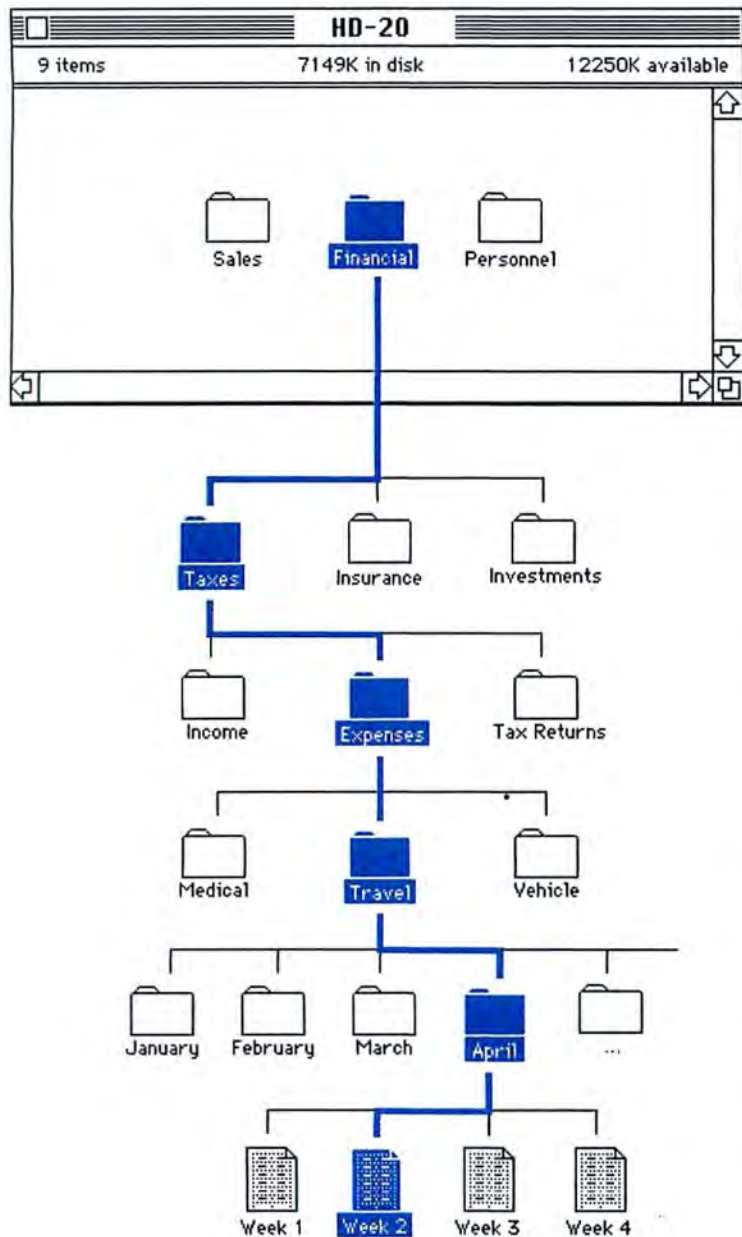 HD-20
9 items 7149K in disk 12250K available
Sales Financial Personnel
Taxes Insurance Investments
Income Expenses Tax Returns
Medical Travel Vehicle
January February March April ...
Week 1 Week 2 Week 3 Week 4